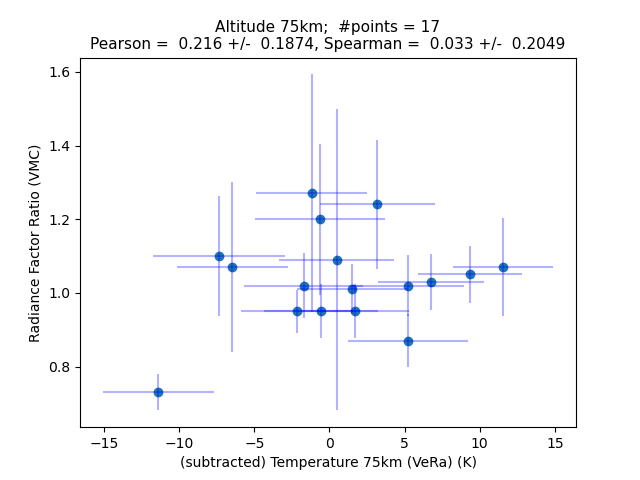 Altitude 75km;  #points = 17
Pearson =  0.216 +/-  0.1874, Spearman =  0.033 +/-  0.2049
Radiance Factor Ratio (VMC)
1.6
1.4
1.2
1.0
0.8
−15 −10 −5 0 5 10 15
(subtracted) Temperature 75km (VeRa) (K)